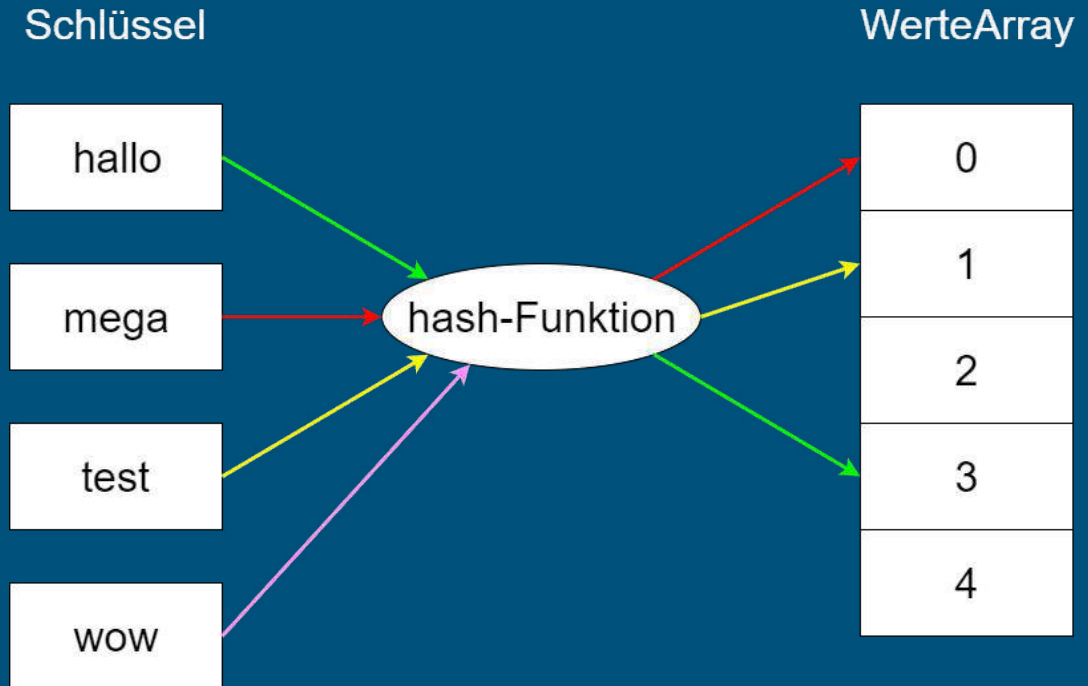 Schlüssel
WerteArray
hallo
mega
test
wow
hash-Funktion
0
1
2
3
4